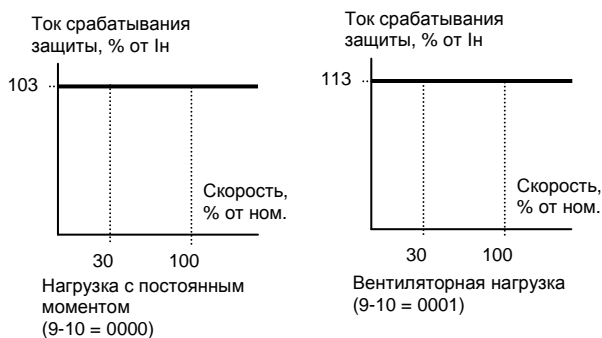 Ток срабатывания
защиты, % от Iн
103
Скорость,
% от ном.
30
100
Нагрузка с постоянным
моментом
(9-10 = 0000)
Ток срабатывания
защиты, % от Iн
113
Скорость,
% от ном.
30
100
Вентиляторная нагрузка
(9-10 = 0001)